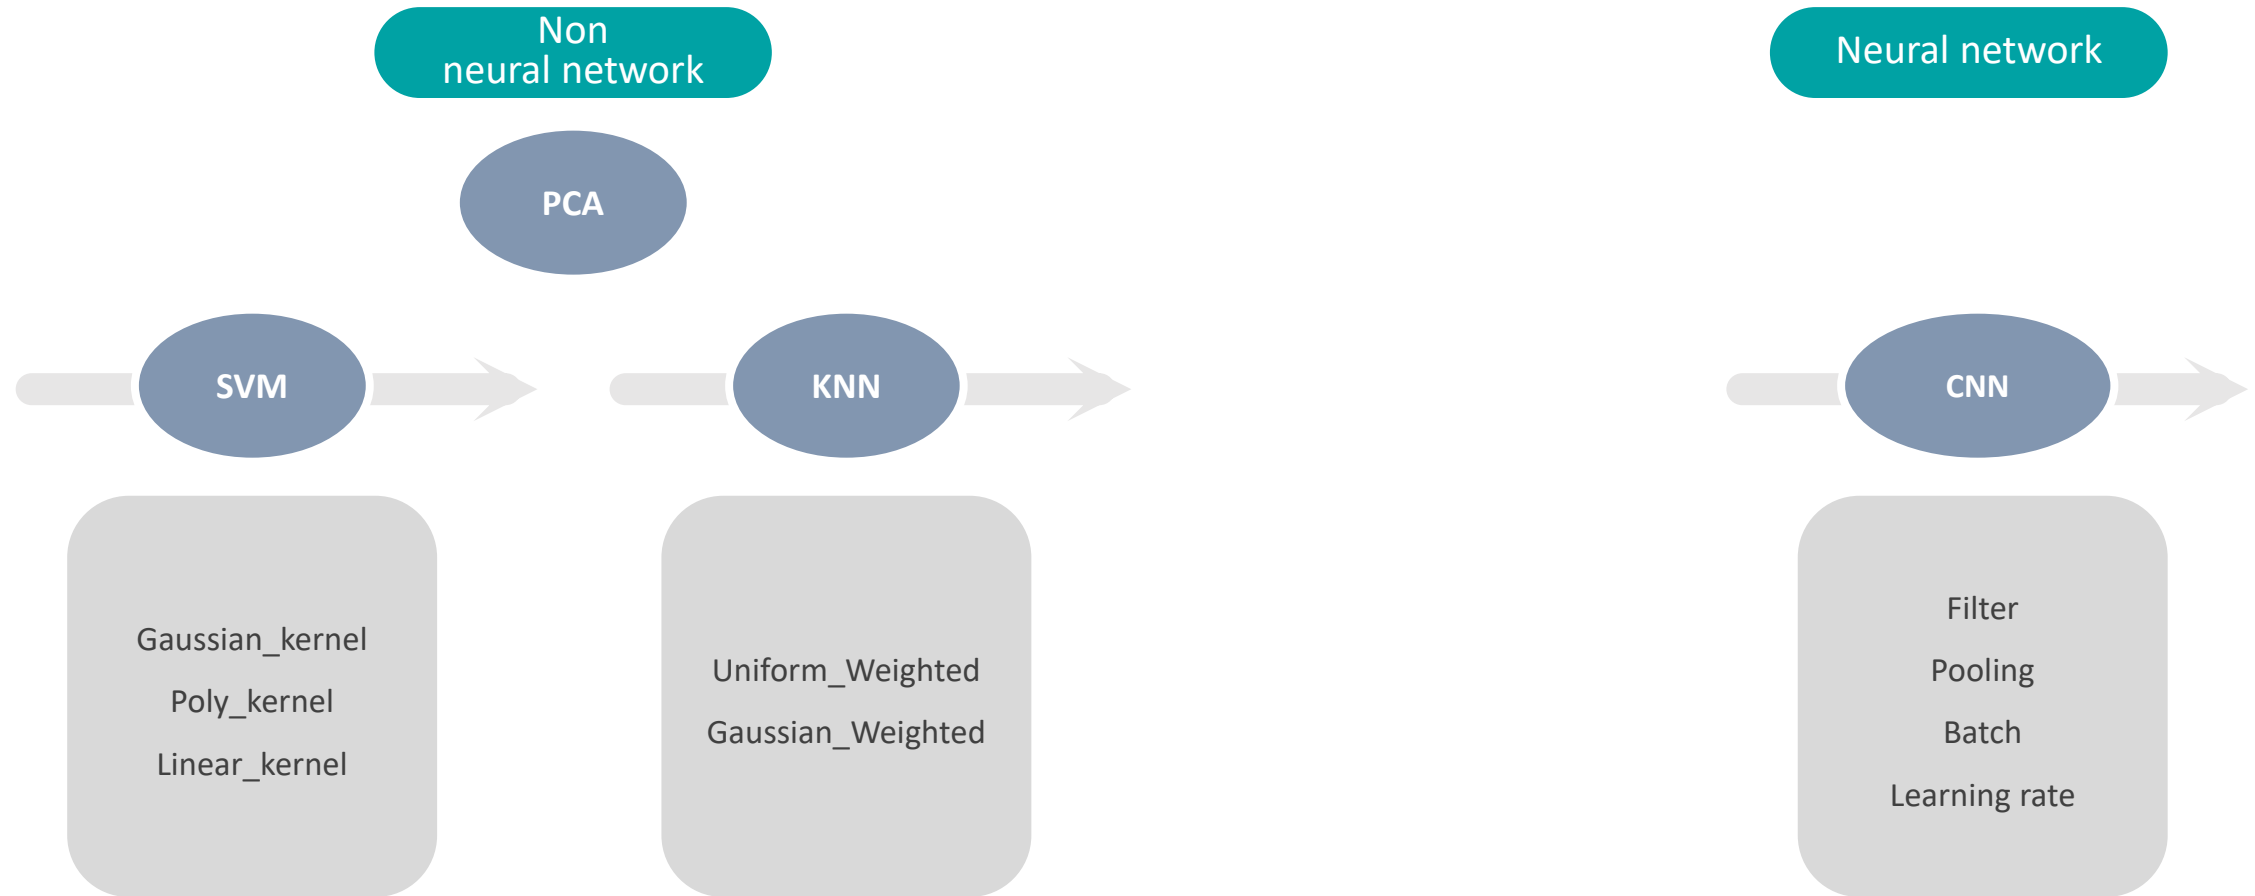 Non
neural network
Neural network
PCA
SVM
KNN
CNN
Gaussian_kernel
Poly_kernel
Linear_kernel
Uniform_Weighted
Gaussian_Weighted
Filter
Pooling
Batch
Learning rate